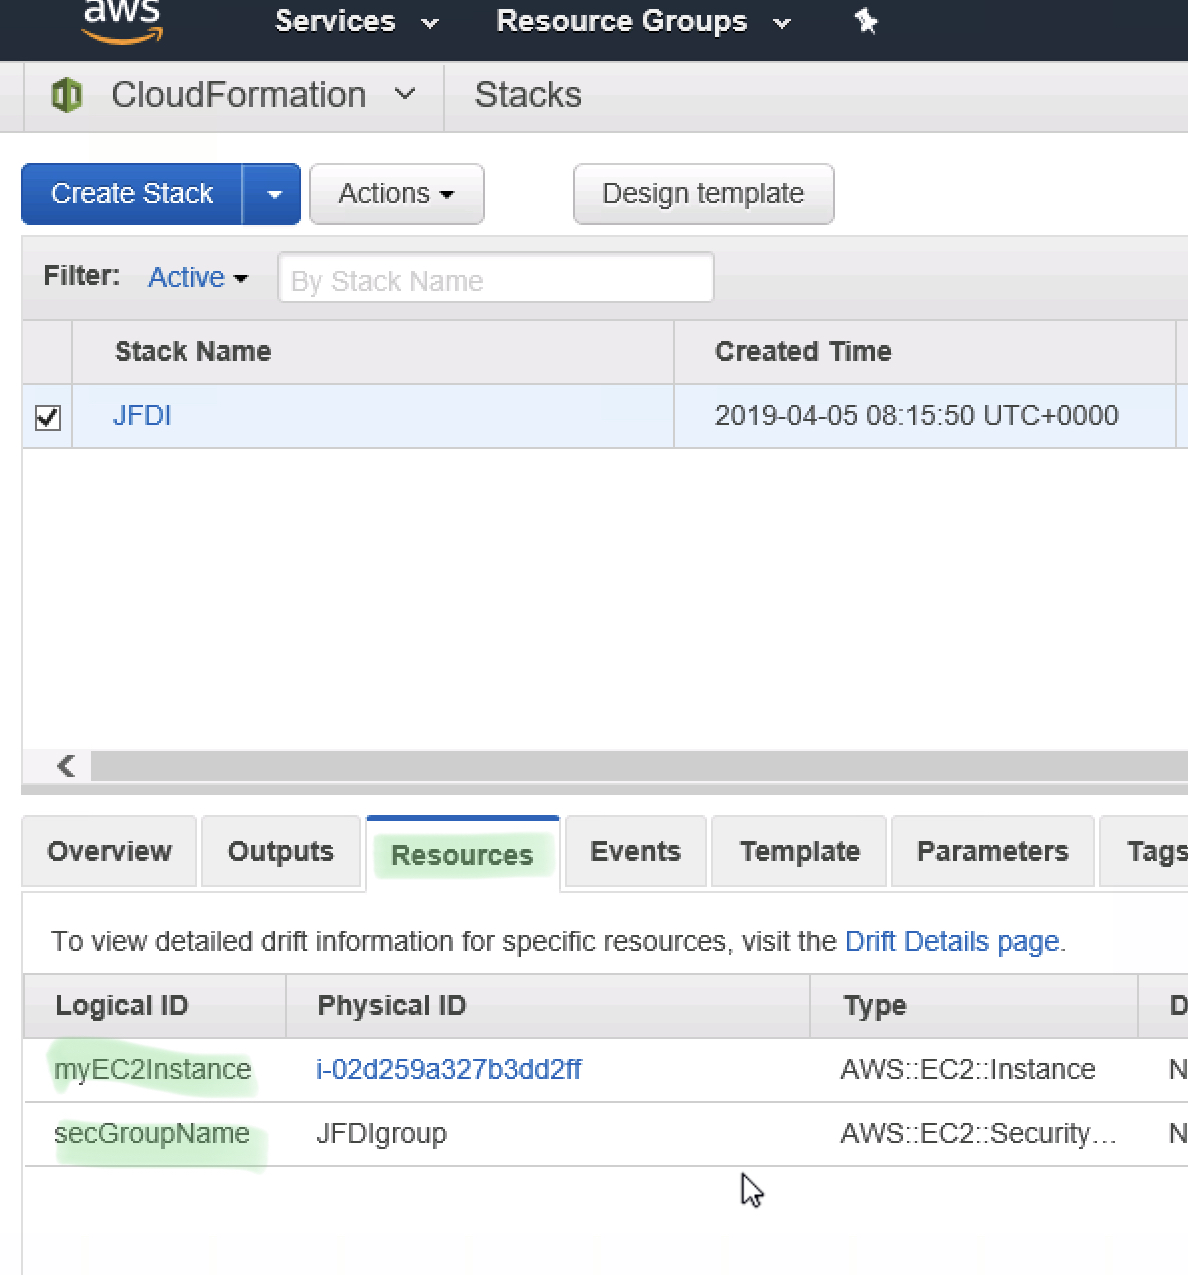 aws Services Resource Groups
CloudFormation Stacks
Create Stack Actions Design template
Filter: Active By Stack Name
Stack Name Created Time
JFDI 2019-04-05 08:15:50 UTC+0000
Overview Outputs Resources Events Template Parameters Tags
To view detailed drift information for specific resources, visit the Drift Details page.
Logical ID Physical ID Type D
myEC2Instance i-02d259a327b3dd2ff AWS::EC2::Instance N
secGroupName JFDIgroup AWS::EC2::Security... N